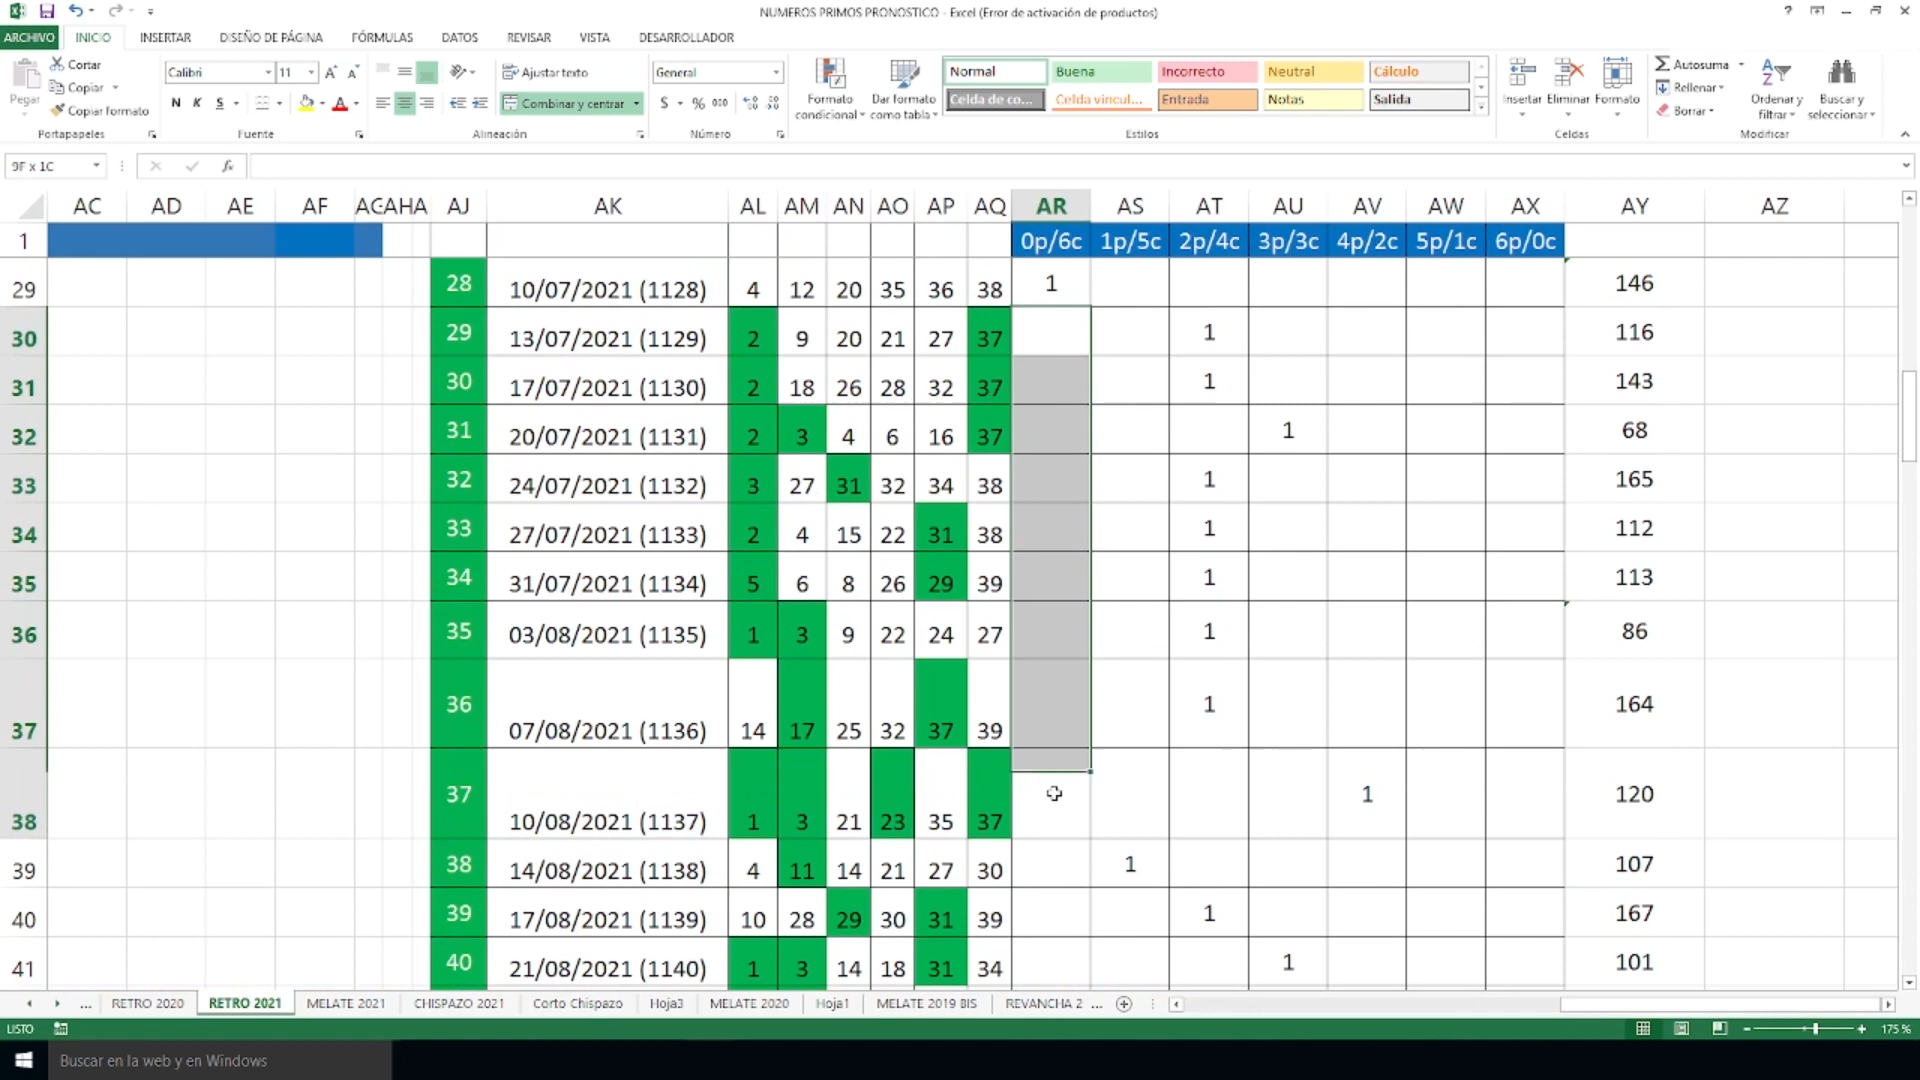 NUMEROS PRIMOS PRONOSTICO - Excel (Error de activación de productos)
ARCHIVO INICIO INSERTAR DISEÑO DE PÁGINA FÓRMULAS DATOS REVISAR VISTA DESARROLLADOR
Pegar
Cortar
Copiar
Copiar formato
Portapapeles
Calibri 11
N K S
Fuente
Ajustar texto
Combinar y centrar
Alineación
General
$ % 000
Número
Formato condicional
Dar formato como tabla
Normal Buena Incorrecto Neutral Cálculo
Celda de co... Celda vincul... Entrada Notas Salida
Estilos
Insertar Eliminar Formato
Celdas
Autosuma
Rellenar
Borrar
Ordenar y filtrar
Buscar y seleccionar
Modificar
9F x 1C fx
AC AD AE AF AG AH AJ AK AL AM AN AO AP AQ AR AS AT AU AV AW AX AY AZ
1 0p/6c 1p/5c 2p/4c 3p/3c 4p/2c 5p/1c 6p/0c
29 28 10/07/2021 (1128) 4 12 20 35 36 38 1 146
30 29 13/07/2021 (1129) 2 9 20 21 27 37 1 116
31 30 17/07/2021 (1130) 2 18 26 28 32 37 1 143
32 31 20/07/2021 (1131) 2 3 4 6 16 37 1 68
33 32 24/07/2021 (1132) 3 27 31 32 34 38 1 165
34 33 27/07/2021 (1133) 2 4 15 22 31 38 1 112
35 34 31/07/2021 (1134) 5 6 8 26 29 39 1 113
36 35 03/08/2021 (1135) 1 3 9 22 24 27 1 86
37 36 07/08/2021 (1136) 14 17 25 32 37 39 1 164
38 37 10/08/2021 (1137) 1 3 21 23 35 37 1 120
39 38 14/08/2021 (1138) 4 11 14 21 27 30 1 107
40 39 17/08/2021 (1139) 10 28 29 30 31 39 1 167
41 40 21/08/2021 (1140) 1 3 14 18 31 34 1 101
... RETRO 2020 RETRO 2021 MELATE 2021 CHISPAZO 2021 Corto Chispazo Hoja3 MELATE 2020 Hoja1 MELATE 2019 BIS REVANCHA 2 ...
LISTO 175 %
Buscar en la web y en Windows